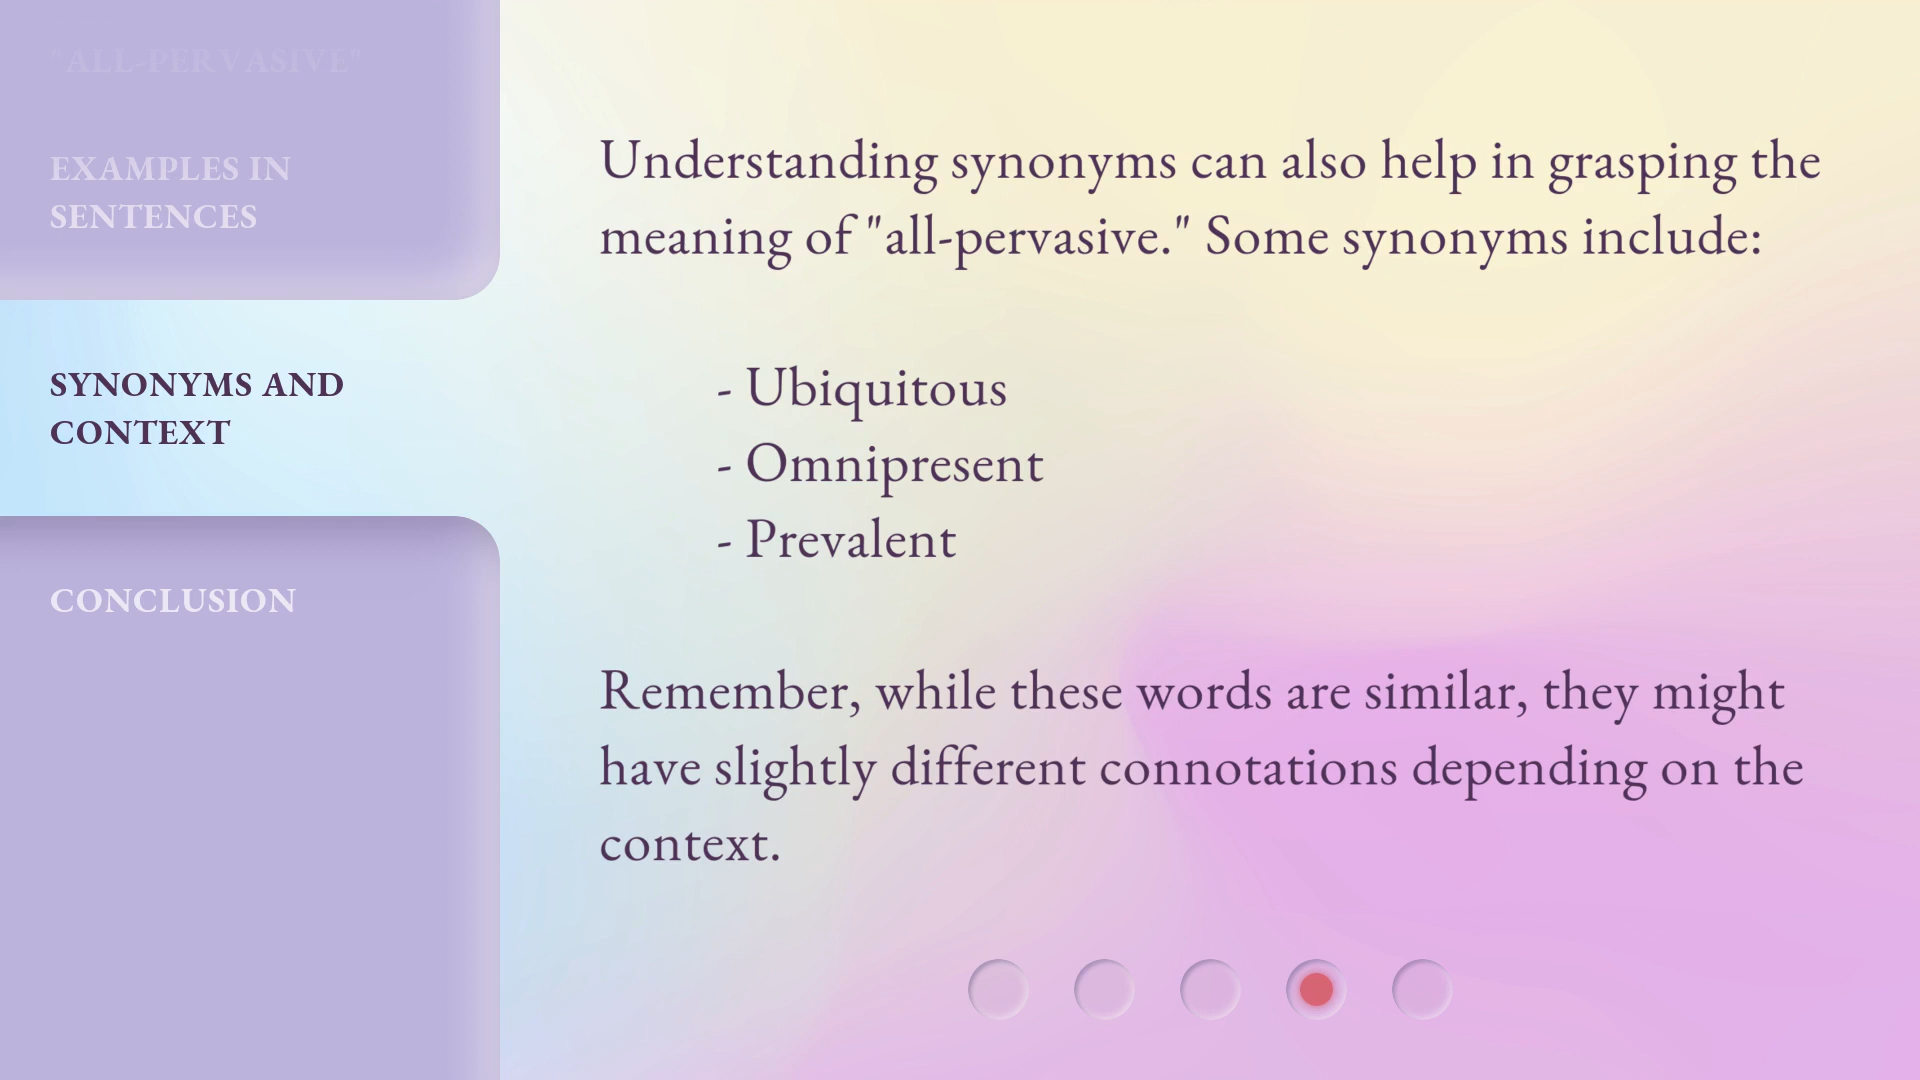 "ALL-PERVASIVE"
EXAMPLES IN
SENTENCES
SYNONYMS AND
CONTEXT
CONCLUSION
Understanding synonyms can also help in grasping the
meaning of "all-pervasive." Some synonyms include:
- Ubiquitous
- Omnipresent
- Prevalent
Remember, while these words are similar, they might
have slightly different connotations depending on the
context.